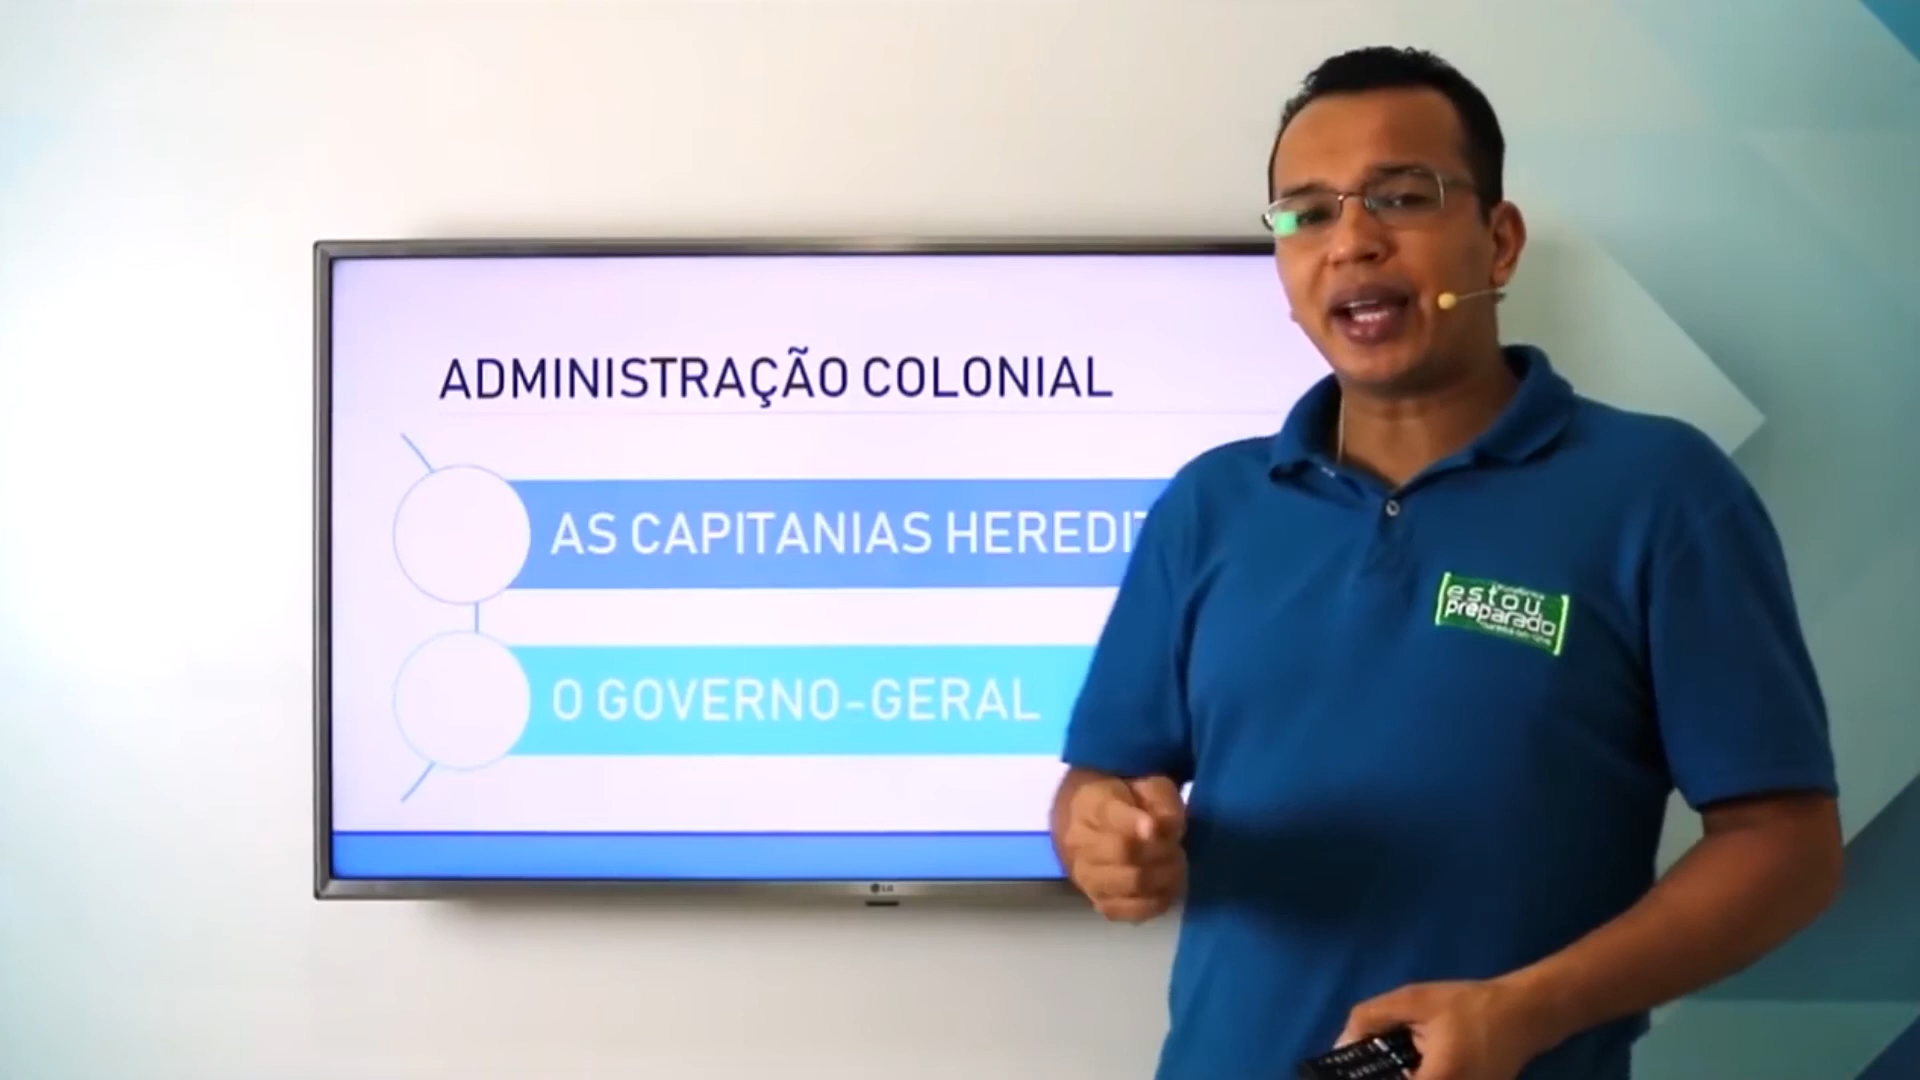 ADMINISTRAÇÃO COLONIAL
AS CAPITANIAS HEREDIT
O GOVERNO-GERAL
estou
preparado
LG